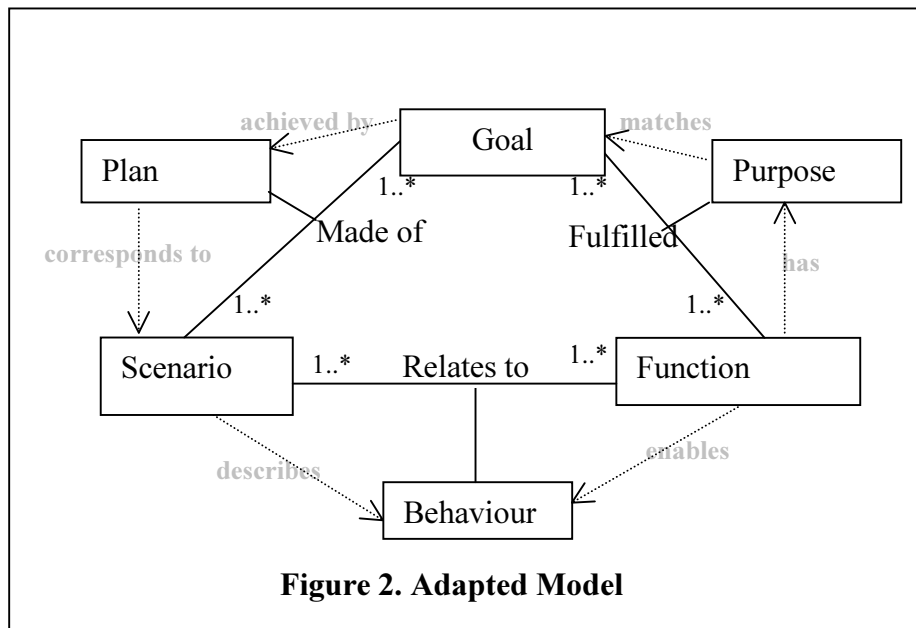 achieved by
Goal
matches
Plan
Purpose
1..*
1..*
Made of
Fulfilled
corresponds to
has
1..*
1..*
Scenario
1..*
Relates to
1..*
Function
describes
enables
Behaviour
Figure 2. Adapted Model